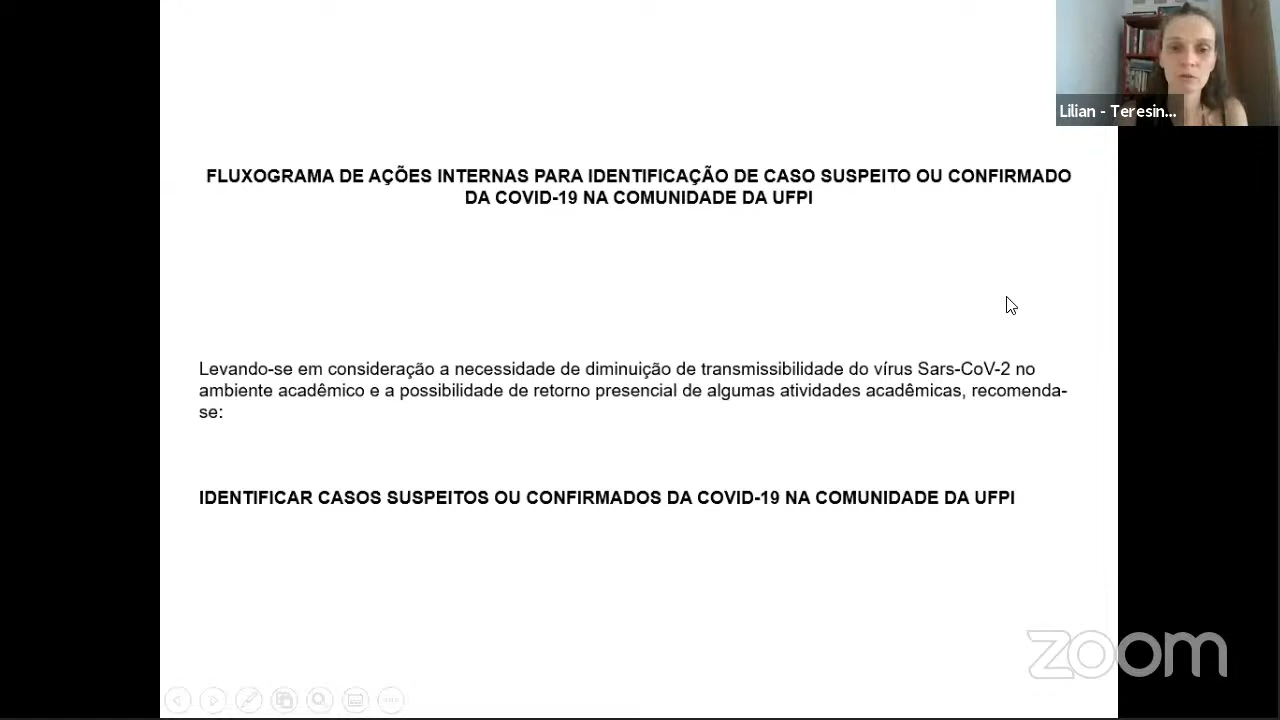 Lilian - Teresin...
FLUXOGRAMA DE AÇÕES INTERNAS PARA IDENTIFICAÇÃO DE CASO SUSPEITO OU CONFIRMADO
DA COVID-19 NA COMUNIDADE DA UFPI
Levando-se em consideração a necessidade de diminuição de transmissibilidade do vírus Sars-CoV-2 no
ambiente acadêmico e a possibilidade de retorno presencial de algumas atividades acadêmicas, recomenda-
se:
IDENTIFICAR CASOS SUSPEITOS OU CONFIRMADOS DA COVID-19 NA COMUNIDADE DA UFPI
zoom